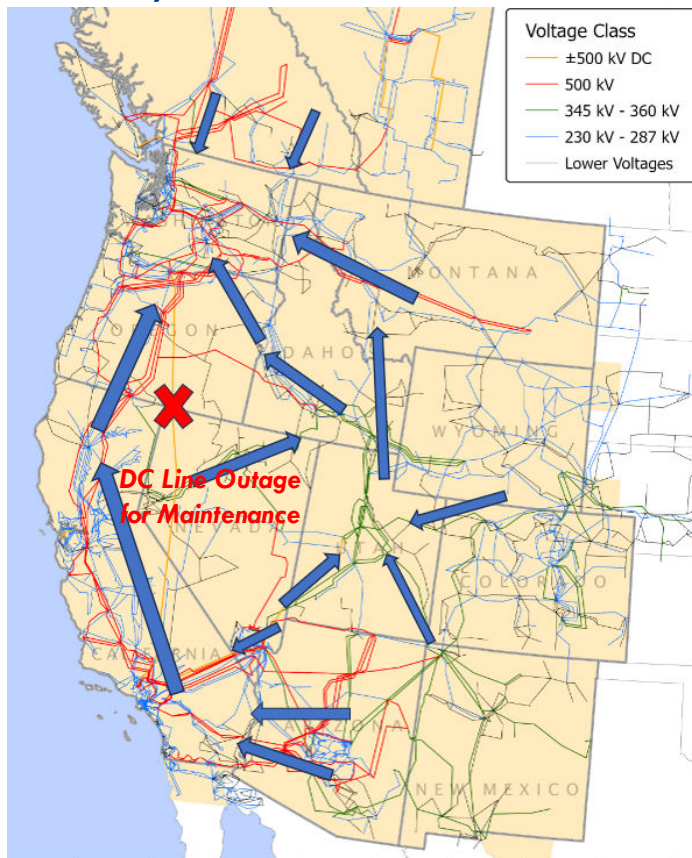 Voltage Class
±500 kV DC
500 kV
345 kV - 360 kV
230 kV - 287 kV
Lower Voltages
MONTANA
OREGON
WYOMING
DC Line Outage
for Maintenance
NEVADA
UTAH
COLORADO
CALIFORNIA
ARIZONA
NEW MEXICO